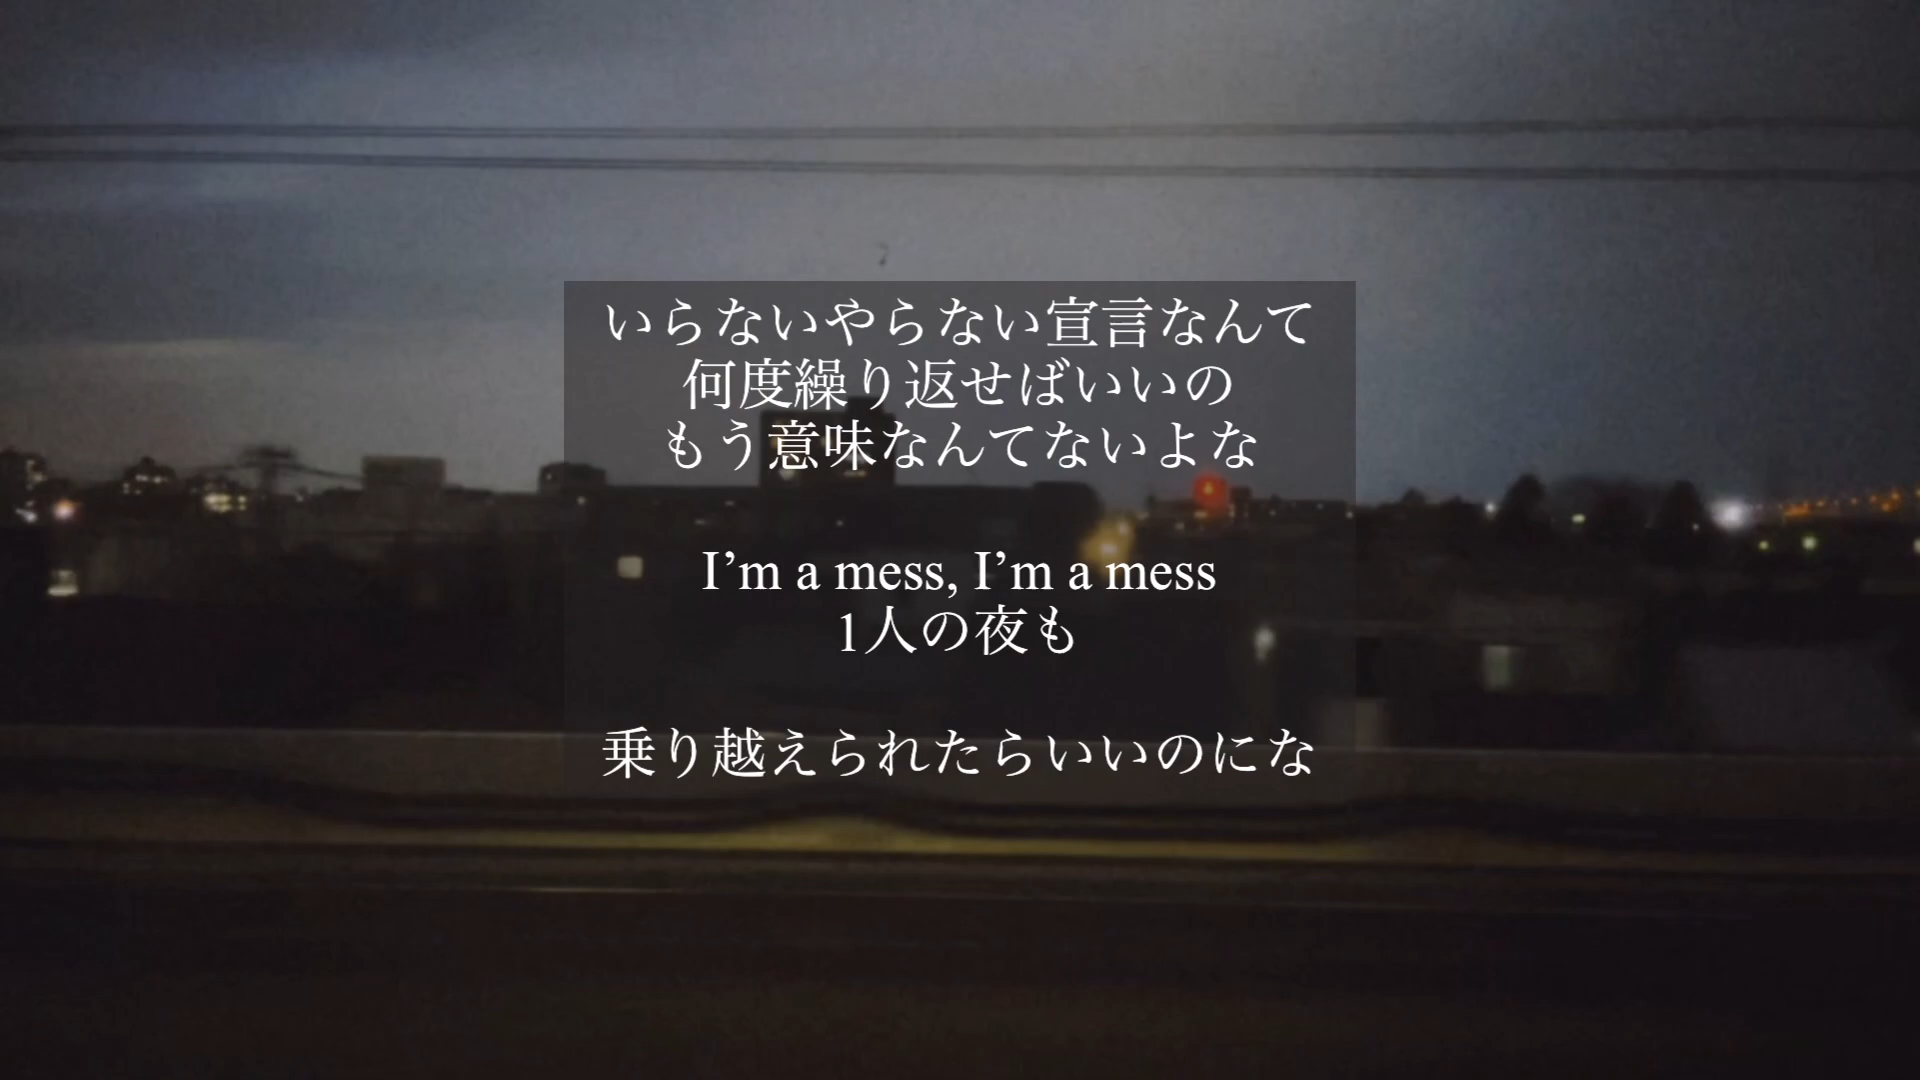 いらないやらない宣言なんて
何度繰り返せばいいの
もう意味なんてないよな
I’m a mess, I’m a mess
1人の夜も
乗り越えられたらいいのにな